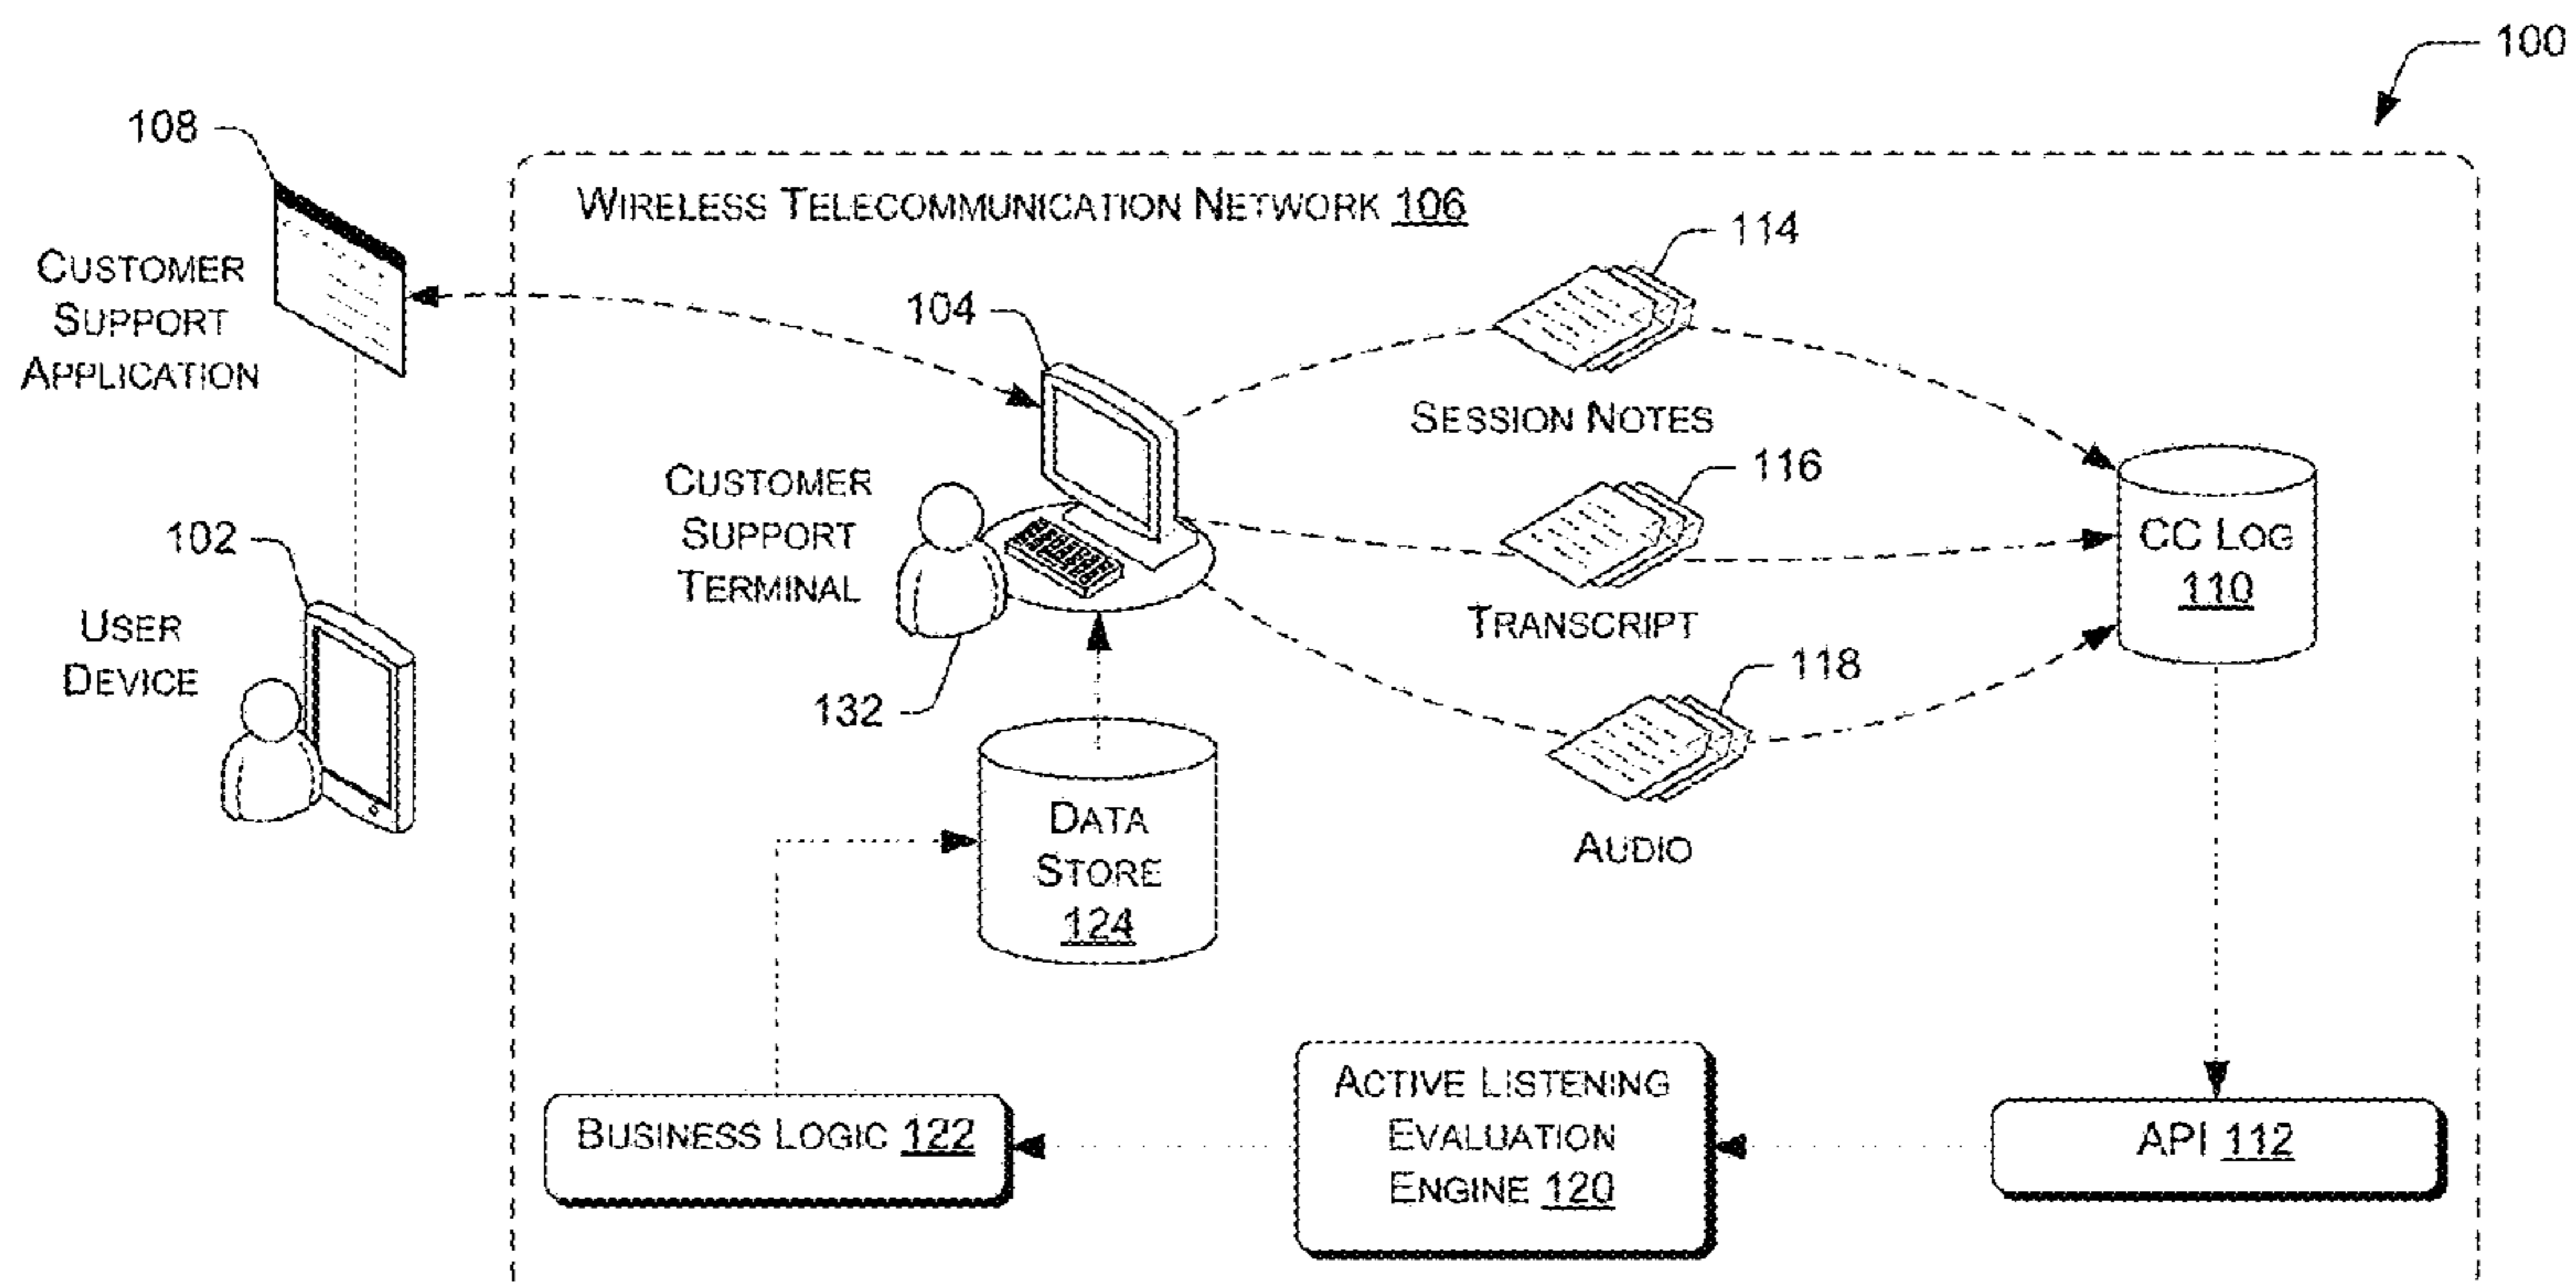 100
108
WIRELESS TELECOMMUNICATION NETWORK 106
114
CUSTOMER
SUPPORT
APPLICATION
104
SESSION NOTES
116
CUSTOMER
SUPPORT
TERMINAL
102
CC LOG
110
USER
DEVICE
TRANSCRIPT
118
132
DATA
STORE
124
AUDIO
BUSINESS LOGIC 122
ACTIVE LISTENING
EVALUATION
ENGINE 120
API 112